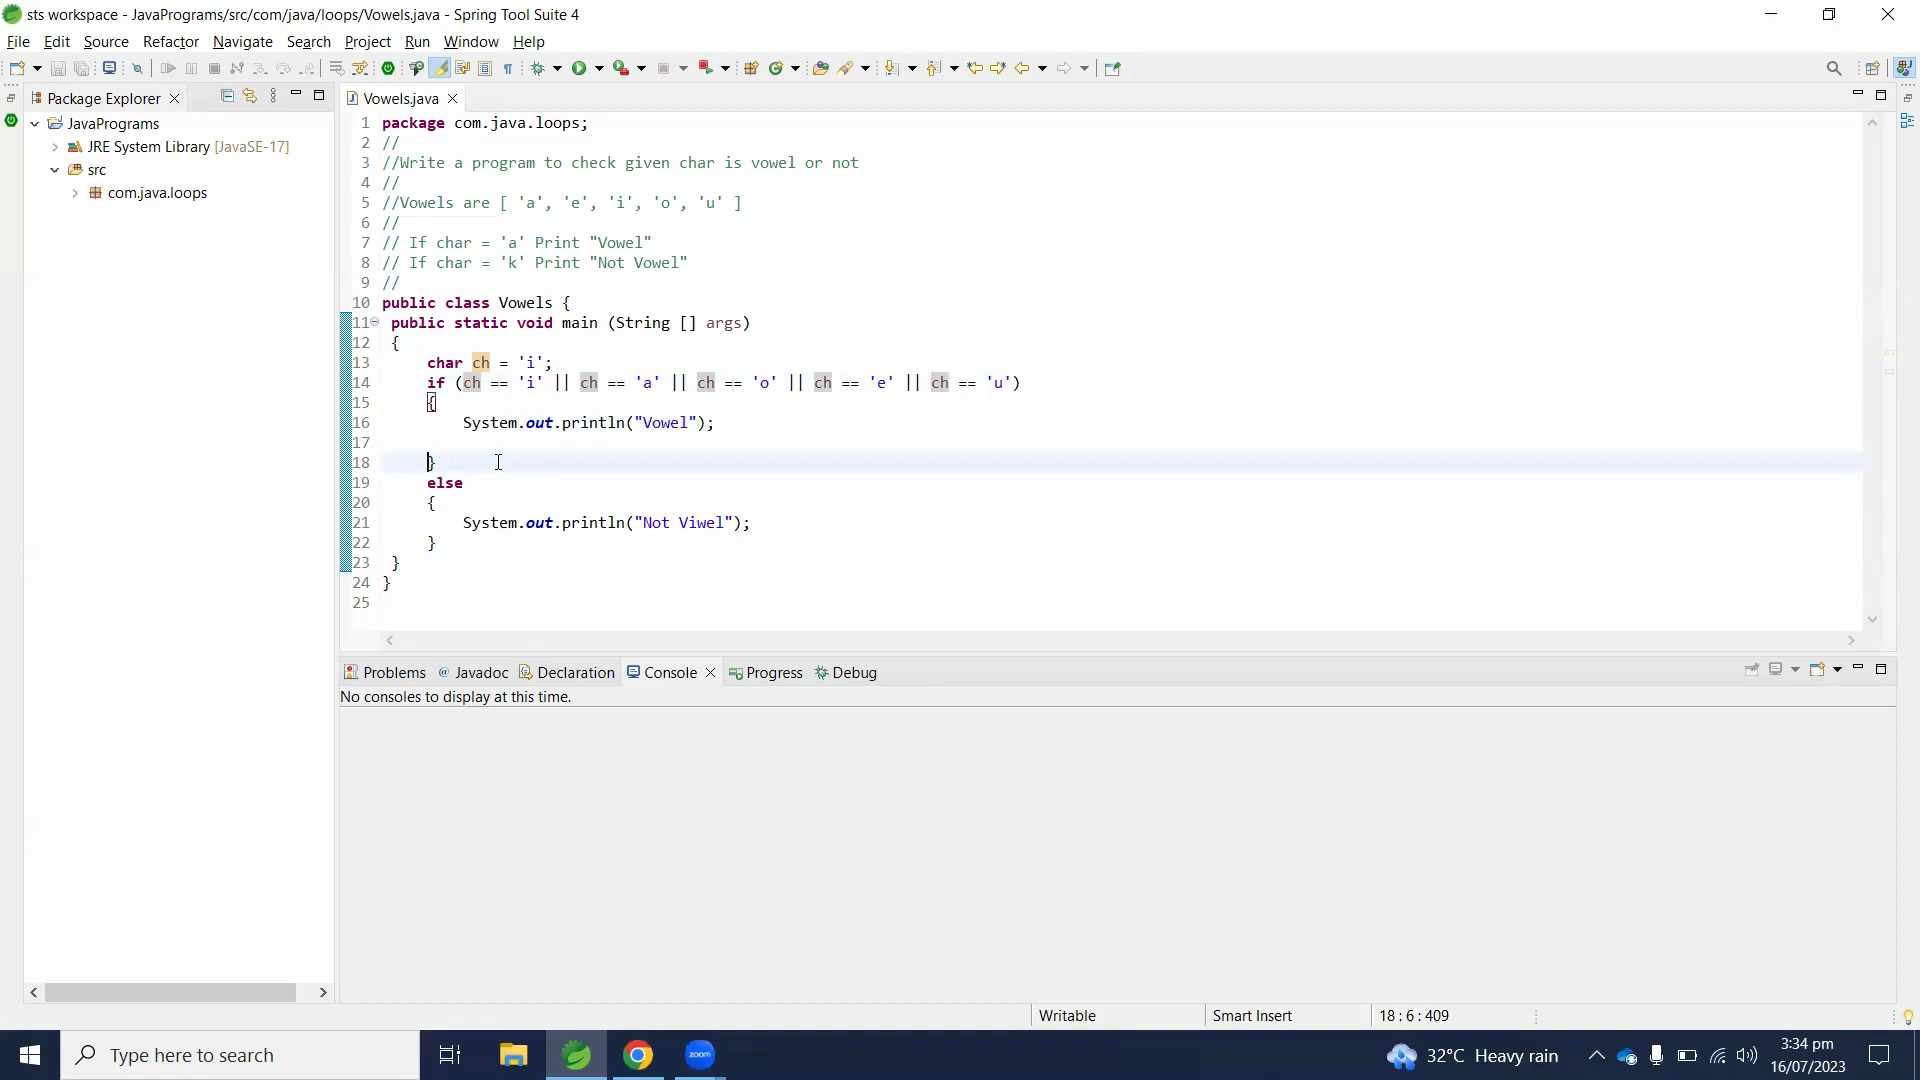 sts workspace - JavaPrograms/src/com/java/loops/Vowels.java - Spring Tool Suite 4
File Edit Source Refactor Navigate Search Project Run Window Help
Package Explorer
Vowels.java
JavaPrograms
JRE System Library [JavaSE-17]
src
com.java.loops
1 package com.java.loops;
2 //
3 //Write a program to check given char is vowel or not
4 //
5 //Vowels are [ 'a', 'e', 'i', 'o', 'u' ]
6 //
7 // If char = 'a' Print "Vowel"
8 // If char = 'k' Print "Not Vowel"
9 //
10 public class Vowels {
11 public static void main (String [] args)
12 {
13 char ch = 'i';
14 if (ch == 'i' || ch == 'a' || ch == 'o' || ch == 'e' || ch == 'u')
15 {
16 System.out.println("Vowel");
17
18 }
19 else
20 {
21 System.out.println("Not Viwel");
22 }
23 }
24 }
25
Problems @ Javadoc Declaration Console Progress Debug
No consoles to display at this time.
Writable Smart Insert 18 : 6 : 409
Type here to search
zoom
32°C Heavy rain
3:34 pm
16/07/2023